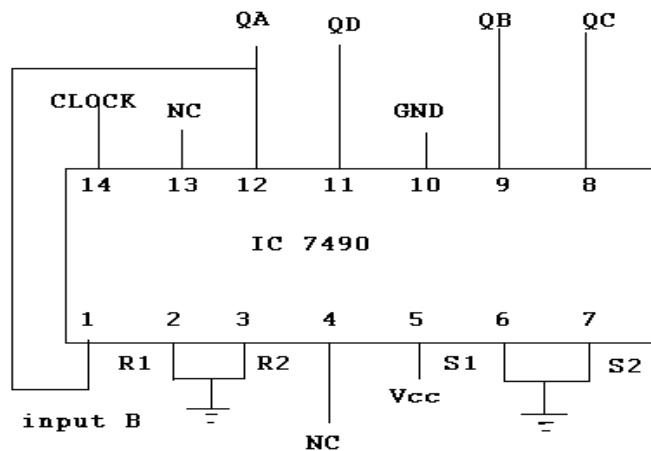 QA QD QB QC
CLOCK NC GND
14 13 12 11 10 9 8
IC 7490
1 2 3 4 5 6 7
R1 R2 S1 S2
Vcc
input B
NC